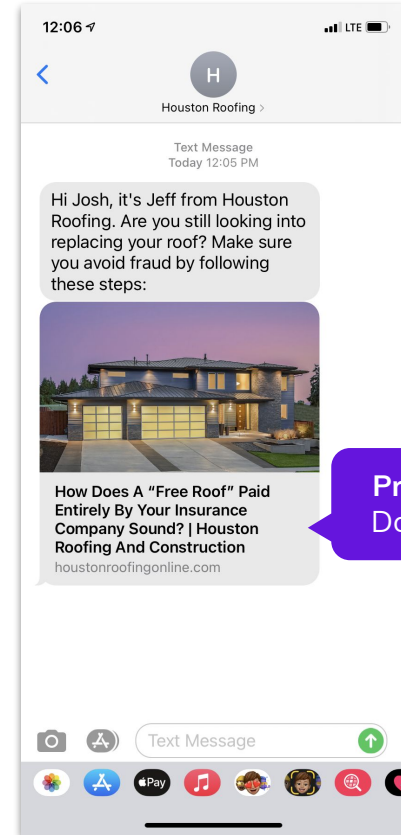 12:06
LTE
H
Houston Roofing >
Text Message
Today 12:05 PM
Hi Josh, it's Jeff from Houston
Roofing. Are you still looking into
replacing your roof? Make sure
you avoid fraud by following
these steps:
How Does A “Free Roof” Paid
Entirely By Your Insurance
Company Sound? | Houston
Roofing And Construction
houstonroofingonline.com
Pr
Do
Text Message
Pay